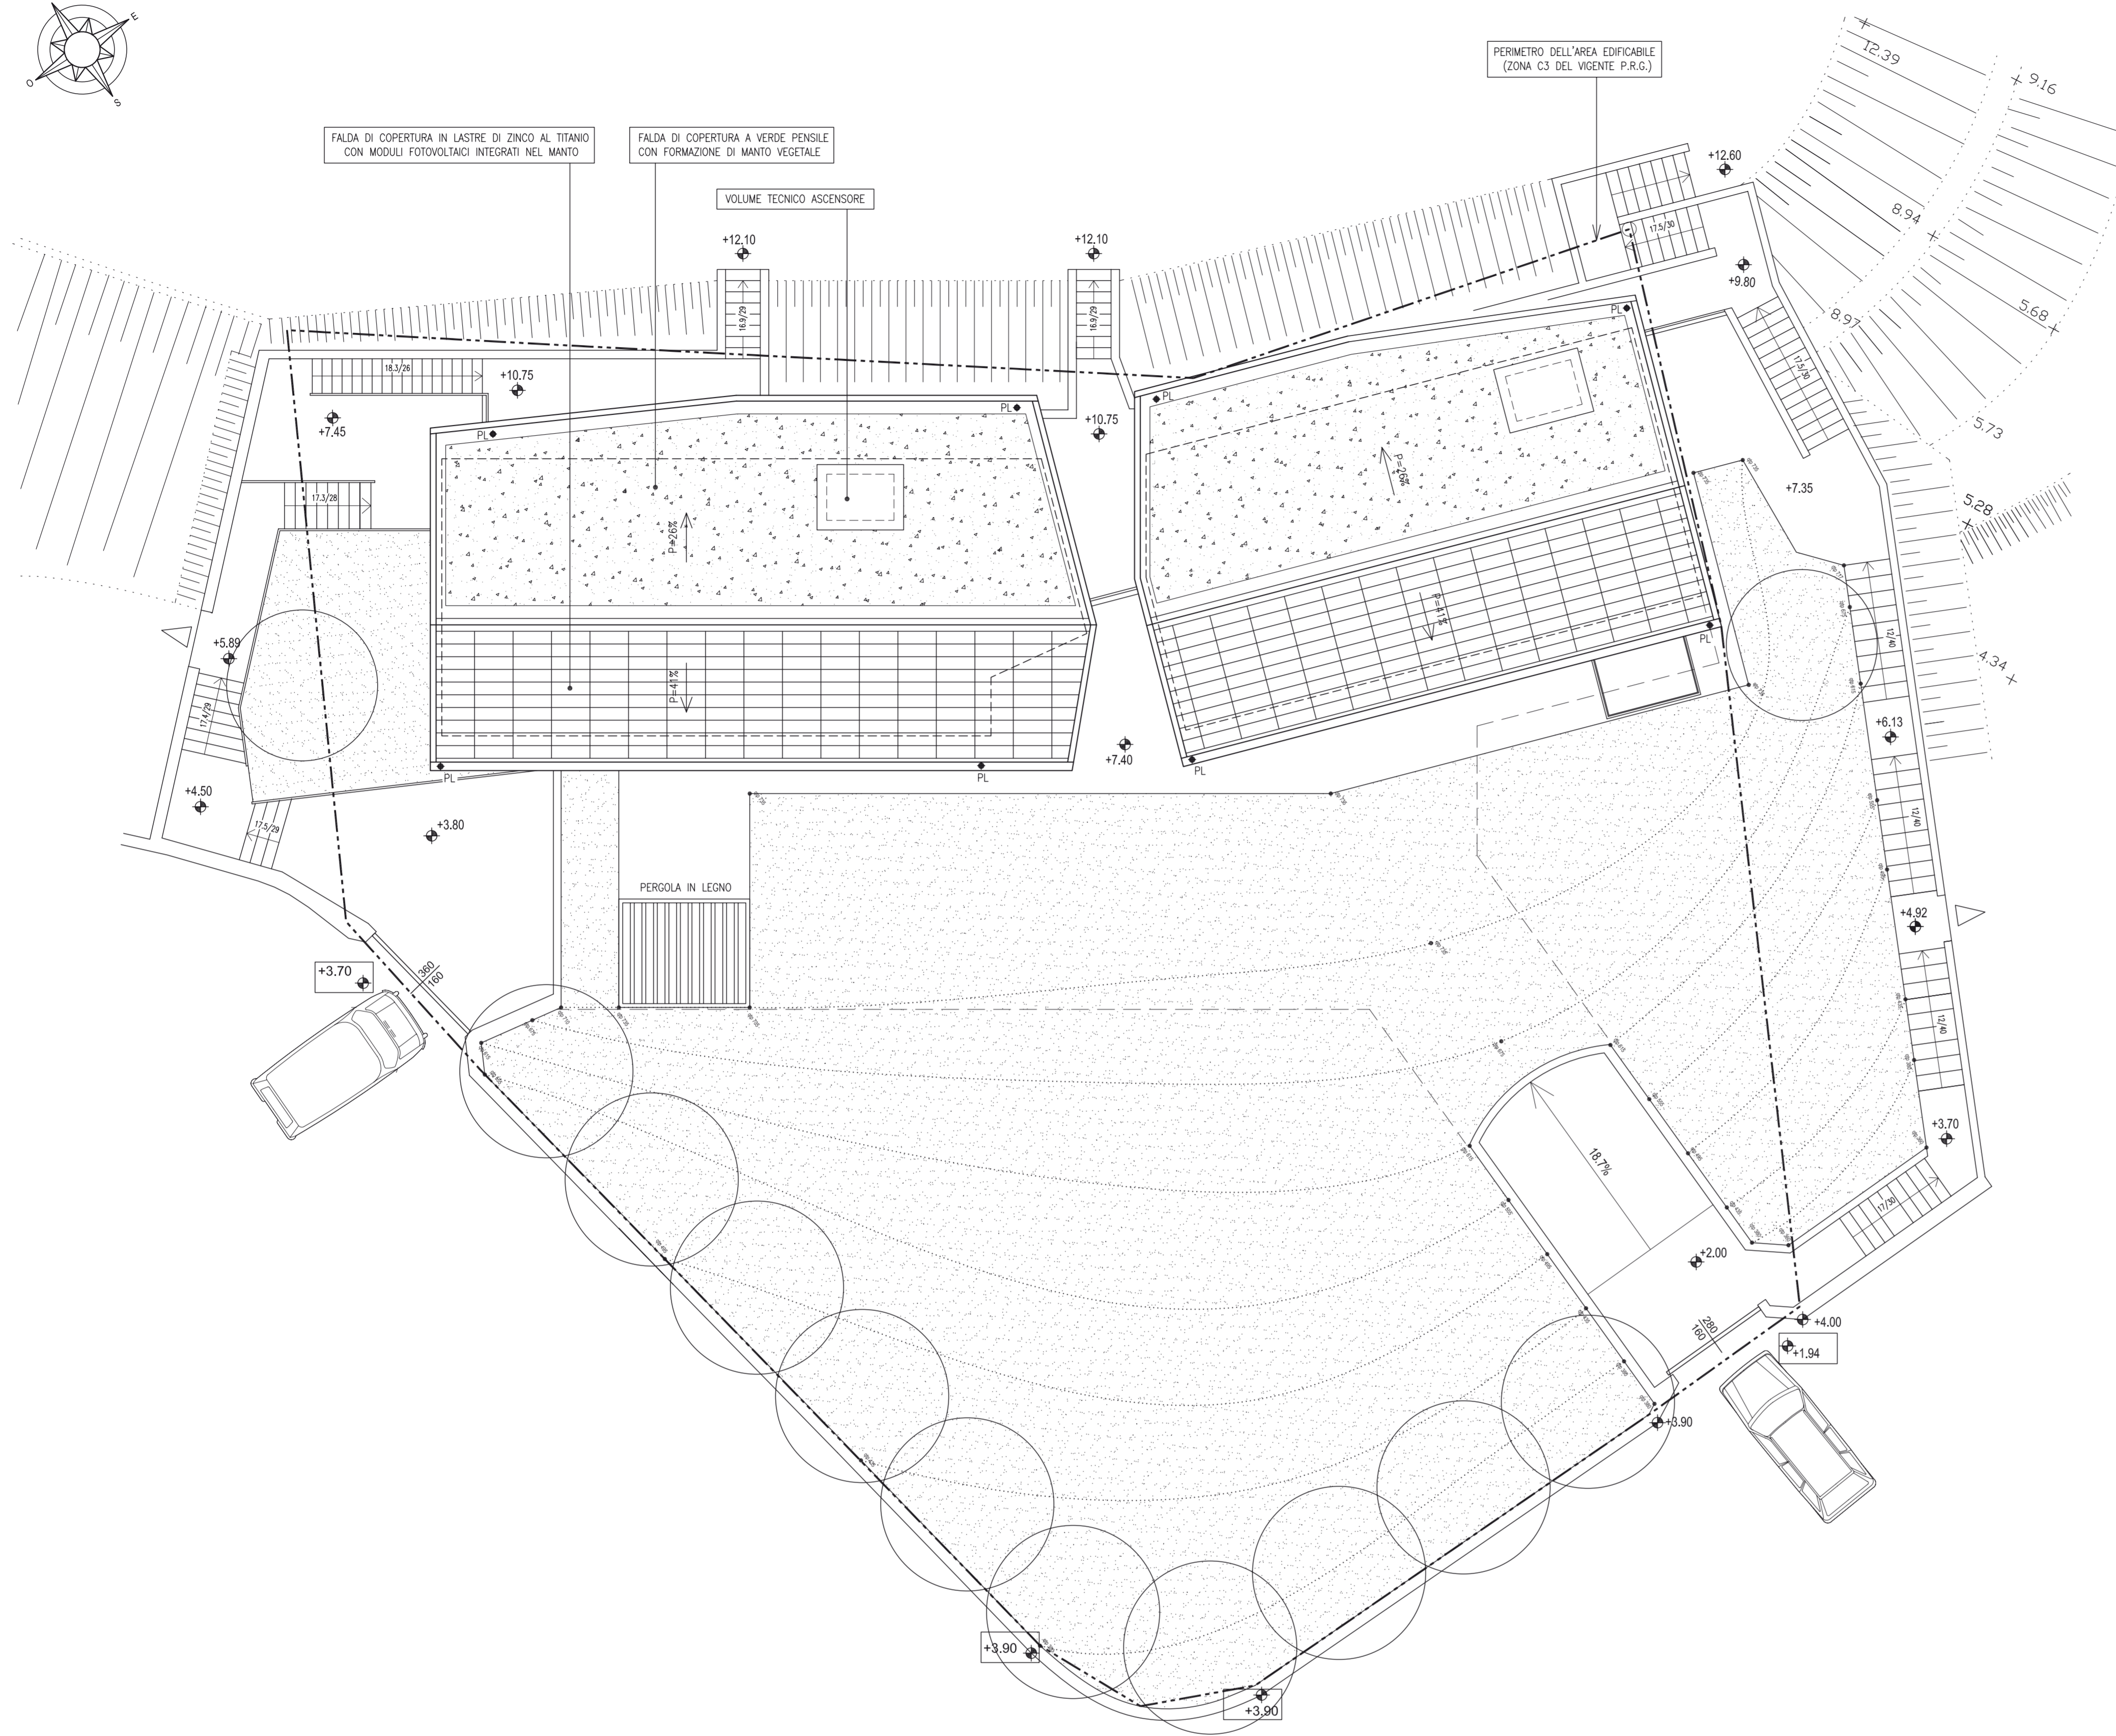 E
O
S
PERIMETRO DELL'AREA EDIFICABILE
(ZONA C3 DEL VIGENTE P.R.G.)
12.39
9.16
FALDA DI COPERTURA IN LASTRE DI ZINCO AL TITANIO
CON MODULI FOTOVOLTAICI INTEGRATI NEL MANTO
FALDA DI COPERTURA A VERDE PENSILE
CON FORMAZIONE DI MANTO VEGETALE
+12.60
VOLUME TECNICO ASCENSORE
8.94
17.5/30
+12.10
+12.10
+9.80
5.68
16.9/29
16.9/29
8.97
PL
18.3/26
17.5/30
+10.75
PL
PL
+7.45
PL
+10.75
5.73
P=26%
+7.35
17.3/28
5.28
P=26%
P=41%
+5.89
PL
12/40
4.34
P=41%
17.4/29
+6.13
+7.40
PL
PL
PL
+4.50
12/40
17.5/29
+3.80
PERGOLA IN LEGNO
+4.92
+3.70
360
160
12/40
+3.70
18.7%
17/30
+2.00
+4.00
280
160
+1.94
+3.90
+3.90
+3.90